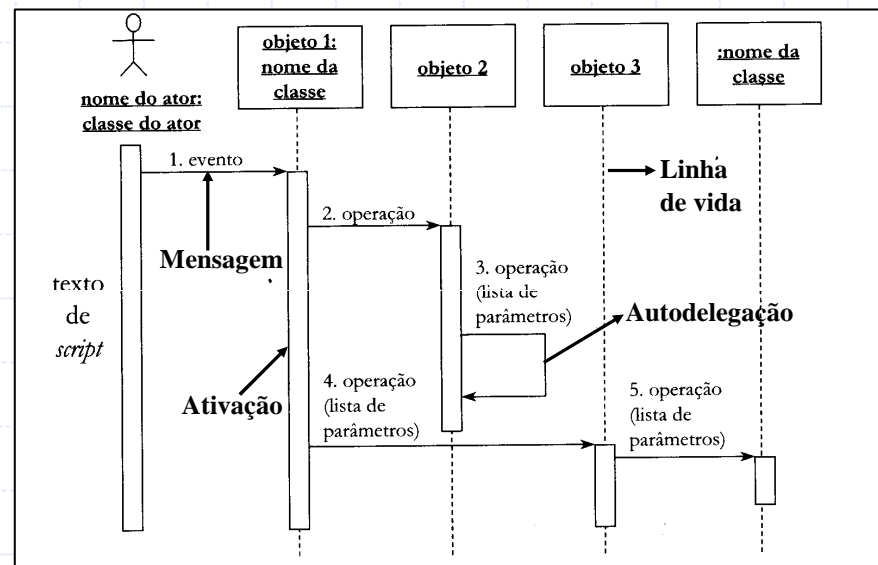 nome do ator:
classe do ator
objeto 1:
nome da
classe
objeto 2
objeto 3
:nome da
classe
1. evento
Mensagem
2. operação
Linha
de vida
texto
de
script
3. operação
(lista de
parâmetros)
Autodelegação
Ativação
4. operação
(lista de
parâmetros)
5. operação
(lista de
parâmetros)